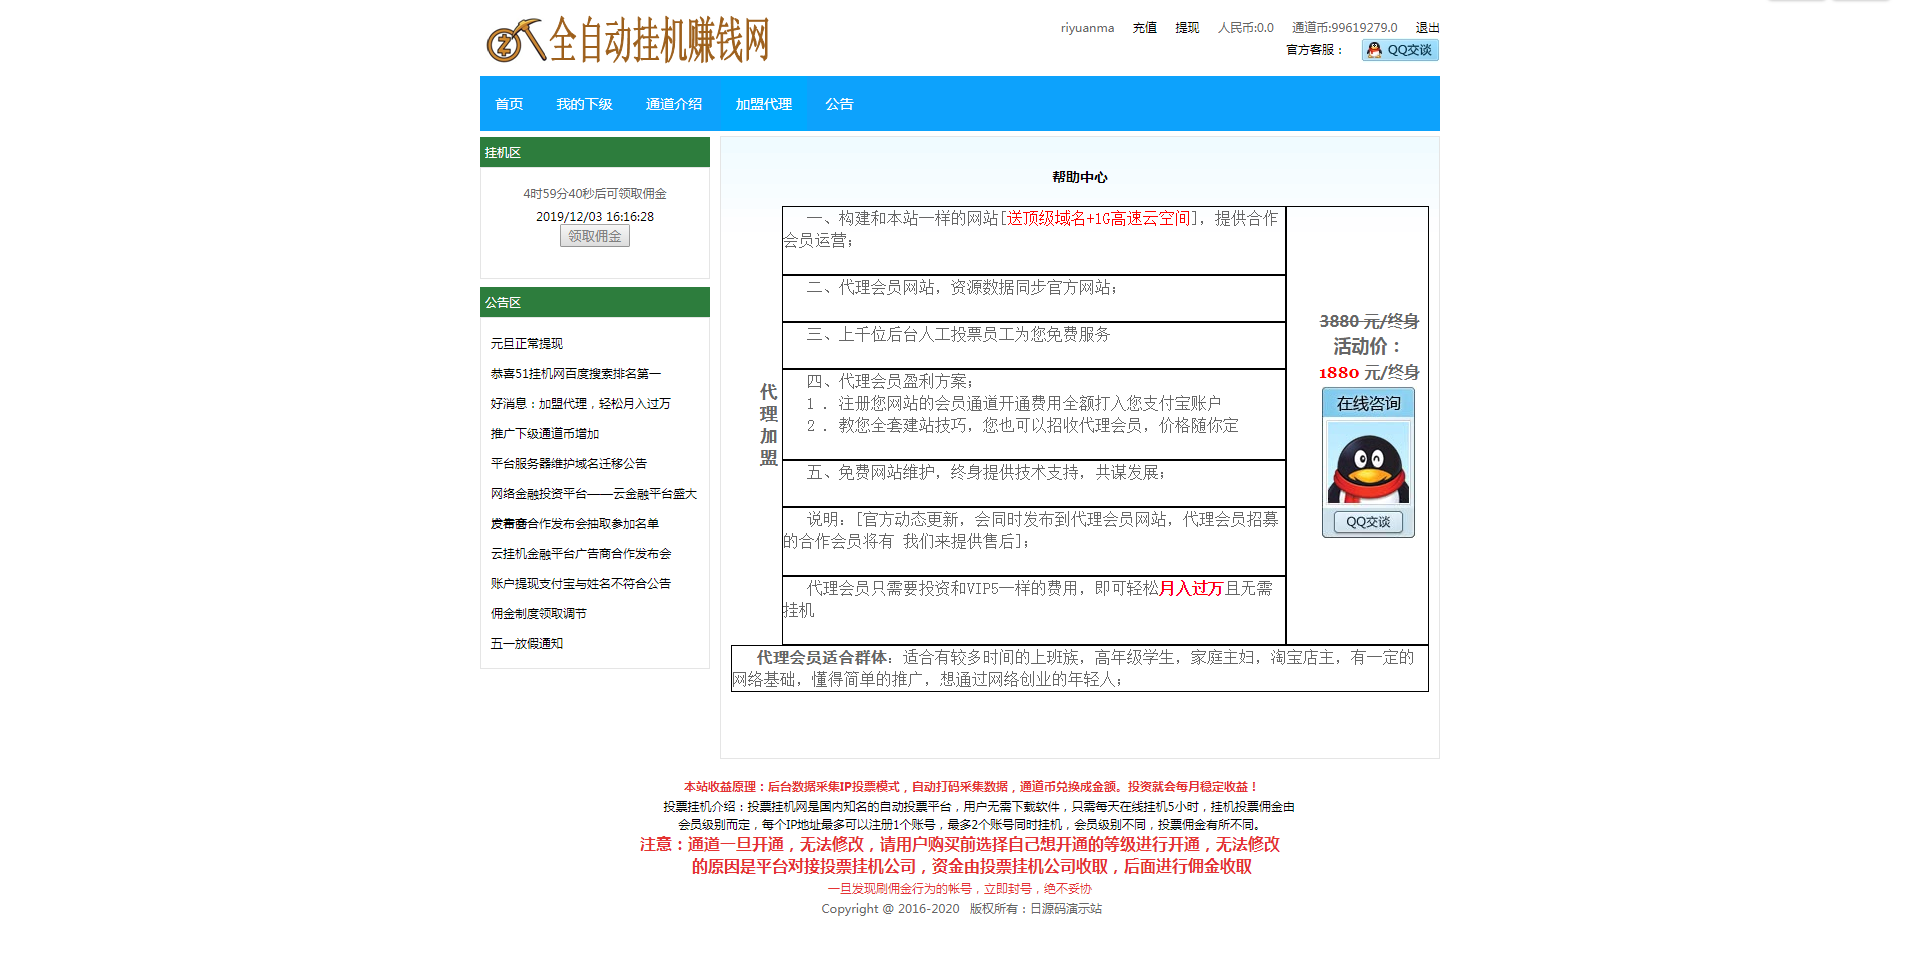 全自动挂机赚钱网
riyuanma 充值 提现 人民币:0.0 通道币:99619279.0 退出
官方客服： QQ交谈
首页 我的下级 通道介绍 加盟代理 公告
挂机区
4时59分40秒后可领取佣金
2019/12/03 16:16:28
领取佣金
公告区
元旦正常提现
恭喜51挂机网百度搜索排名第一
好消息：加盟代理，轻松月入过万
推广下级通道币增加
平台服务器维护域名迁移公告
网络金融投资平台——云金融平台盛大
合作发布会抽取参加名单
云挂机金融平台广告商合作发布会
账户提现支付宝与姓名不符合公告
佣金制度领取调节
五一放假通知
帮助中心
代理加盟
一、构建和本站一样的网站[送顶级域名+1G高速云空间]，提供合作
会员运营；
二、代理会员网站，资源数据同步官方网站；
三、上千位后台人工投票员工为您免费服务
四、代理会员盈利方案；
1 ．注册您网站的会员通道开通费用全额打入您支付宝账户
2 ．教您全套建站技巧，您也可以招收代理会员，价格随你定
五、免费网站维护，终身提供技术支持，共谋发展；
说明：[官方动态更新，会同时发布到代理会员网站，代理会员招募
的合作会员将有 我们来提供售后]；
代理会员只需要投资和VIP5一样的费用，即可轻松月入过万且无需
挂机
3880 元/终身
活动价：
1880 元/终身
在线咨询
QQ交谈
代理会员适合群体：适合有较多时间的上班族，高年级学生，家庭主妇，淘宝店主，有一定的
网络基础，懂得简单的推广，想通过网络创业的年轻人；
本站收益原理：后台数据采集IP投票模式，自动打码采集数据，通道币兑换成金额。投资就会每月稳定收益！
投票挂机介绍：投票挂机网是国内知名的自动投票平台，用户无需下载软件，只需每天在线挂机5小时，挂机投票佣金由
会员级别而定，每个IP地址最多可以注册1个账号，最多2个账号同时挂机，会员级别不同，投票佣金有所不同。
注意：通道一旦开通，无法修改，请用户购买前选择自己想开通的等级进行开通，无法修改
的原因是平台对接投票挂机公司，资金由投票挂机公司收取，后面进行佣金收取
一旦发现刷佣金行为的帐号，立即封号，绝不妥协
Copyright @ 2016-2020 版权所有：日源码演示站